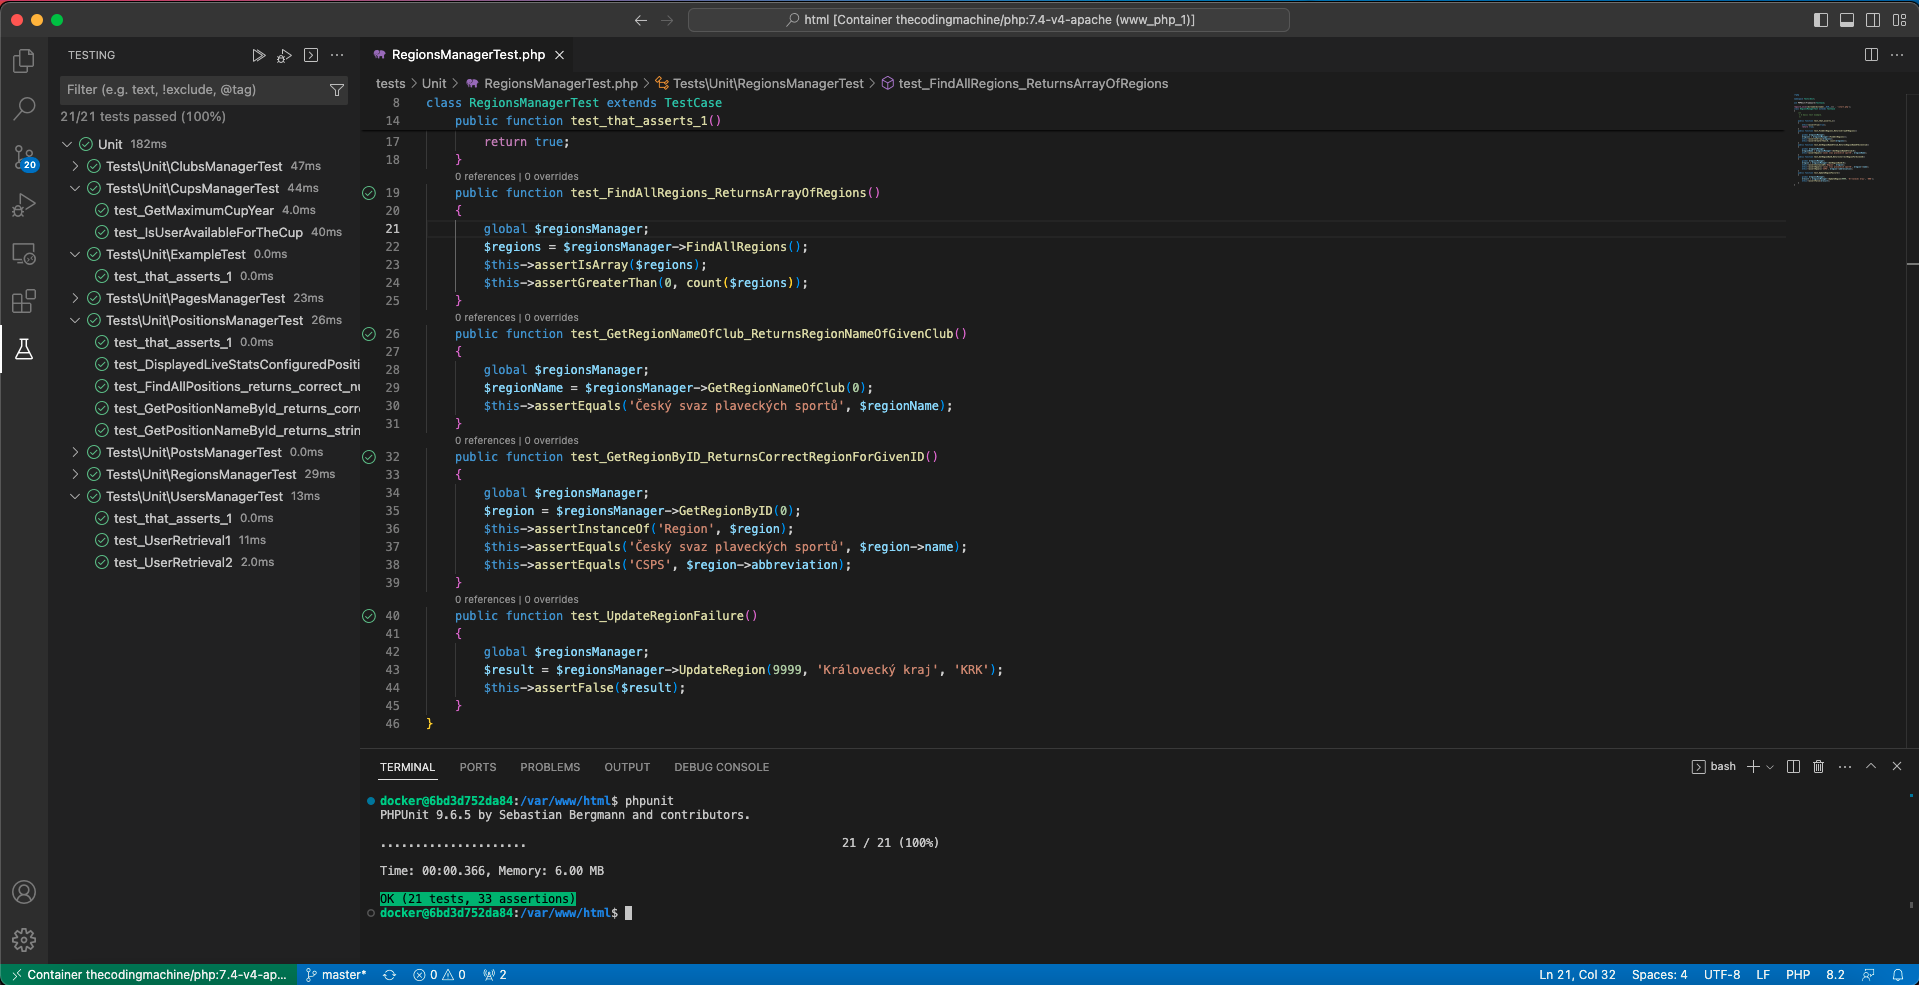 html [Container thecodingmachine/php:7.4-v4-apache (www_php_1)]
TESTING
Filter (e.g. text, !exclude, @tag)
21/21 tests passed (100%)
Unit 182ms
Tests\Unit\ClubsManagerTest 47ms
Tests\Unit\CupsManagerTest 44ms
test_GetMaximumCupYear 4.0ms
test_IsUserAvailableForTheCup 40ms
Tests\Unit\ExampleTest 0.0ms
test_that_asserts_1 0.0ms
Tests\Unit\PagesManagerTest 23ms
Tests\Unit\PositionsManagerTest 26ms
test_that_asserts_1 0.0ms
test_DisplayedLiveStatsConfiguredPositi
test_FindAllPositions_returns_correct_nu
test_GetPositionNameById_returns_corre
test_GetPositionNameById_returns_strin
Tests\Unit\PostsManagerTest 0.0ms
Tests\Unit\RegionsManagerTest 29ms
Tests\Unit\UsersManagerTest 13ms
test_that_asserts_1 0.0ms
test_UserRetrieval1 11ms
test_UserRetrieval2 2.0ms
20
RegionsManagerTest.php
tests > Unit > RegionsManagerTest.php > Tests\Unit\RegionsManagerTest > test_FindAllRegions_ReturnsArrayOfRegions
8 class RegionsManagerTest extends TestCase
14 public function test_that_asserts_1()
17 return true;
18 }
0 references | 0 overrides
19 public function test_FindAllRegions_ReturnsArrayOfRegions()
20 {
21 global $regionsManager;
22 $regions = $regionsManager->FindAllRegions();
23 $this->assertIsArray($regions);
24 $this->assertGreaterThan(0, count($regions));
25 }
0 references | 0 overrides
26 public function test_GetRegionNameOfClub_ReturnsRegionNameOfGivenClub()
27 {
28 global $regionsManager;
29 $regionName = $regionsManager->GetRegionNameOfClub(0);
30 $this->assertEquals('Český svaz plaveckých sportů', $regionName);
31 }
0 references | 0 overrides
32 public function test_GetRegionByID_ReturnsCorrectRegionForGivenID()
33 {
34 global $regionsManager;
35 $region = $regionsManager->GetRegionByID(0);
36 $this->assertInstanceOf('Region', $region);
37 $this->assertEquals('Český svaz plaveckých sportů', $region->name);
38 $this->assertEquals('CSPS', $region->abbreviation);
39 }
0 references | 0 overrides
40 public function test_UpdateRegionFailure()
41 {
42 global $regionsManager;
43 $result = $regionsManager->UpdateRegion(9999, 'Královecký kraj', 'KRK');
44 $this->assertFalse($result);
45 }
46 }
TERMINAL PORTS PROBLEMS OUTPUT DEBUG CONSOLE
bash
docker@6bd3d752da84:/var/www/html$ phpunit
PHPUnit 9.6.5 by Sebastian Bergmann and contributors.
..................... 21 / 21 (100%)
Time: 00:00.366, Memory: 6.00 MB
OK (21 tests, 33 assertions)
docker@6bd3d752da84:/var/www/html$
Container thecodingmachine/php:7.4-v4-ap... master* 0 0 2 Ln 21, Col 32 Spaces: 4 UTF-8 LF PHP 8.2